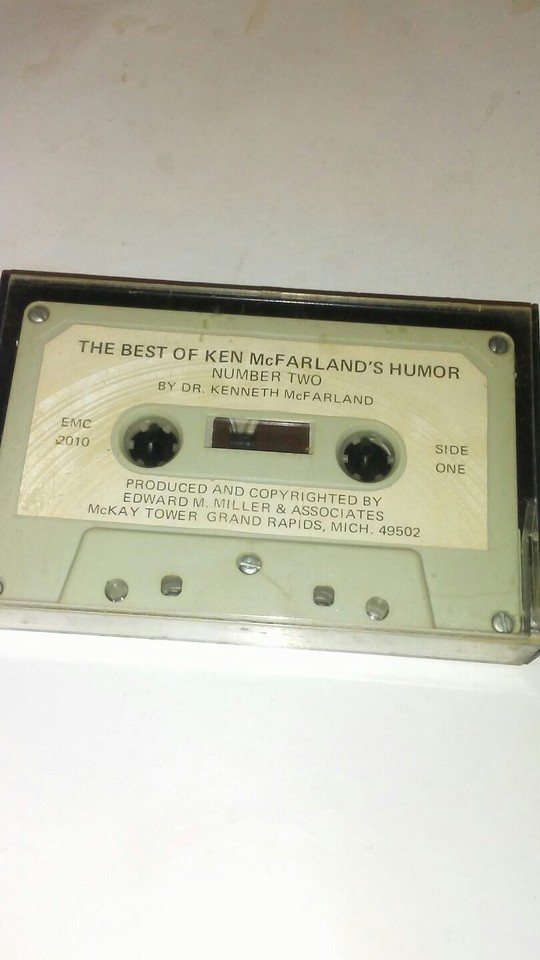 THE BEST OF KEN McFARLAND'S HUMOR
NUMBER TWO
BY DR. KENNETH McFARLAND
EMC
2010
SIDE
ONE
PRODUCED AND COPYRIGHTED BY
EDWARD M. MILLER & ASSOCIATES
McKAY TOWER GRAND RAPIDS, MICH. 49502